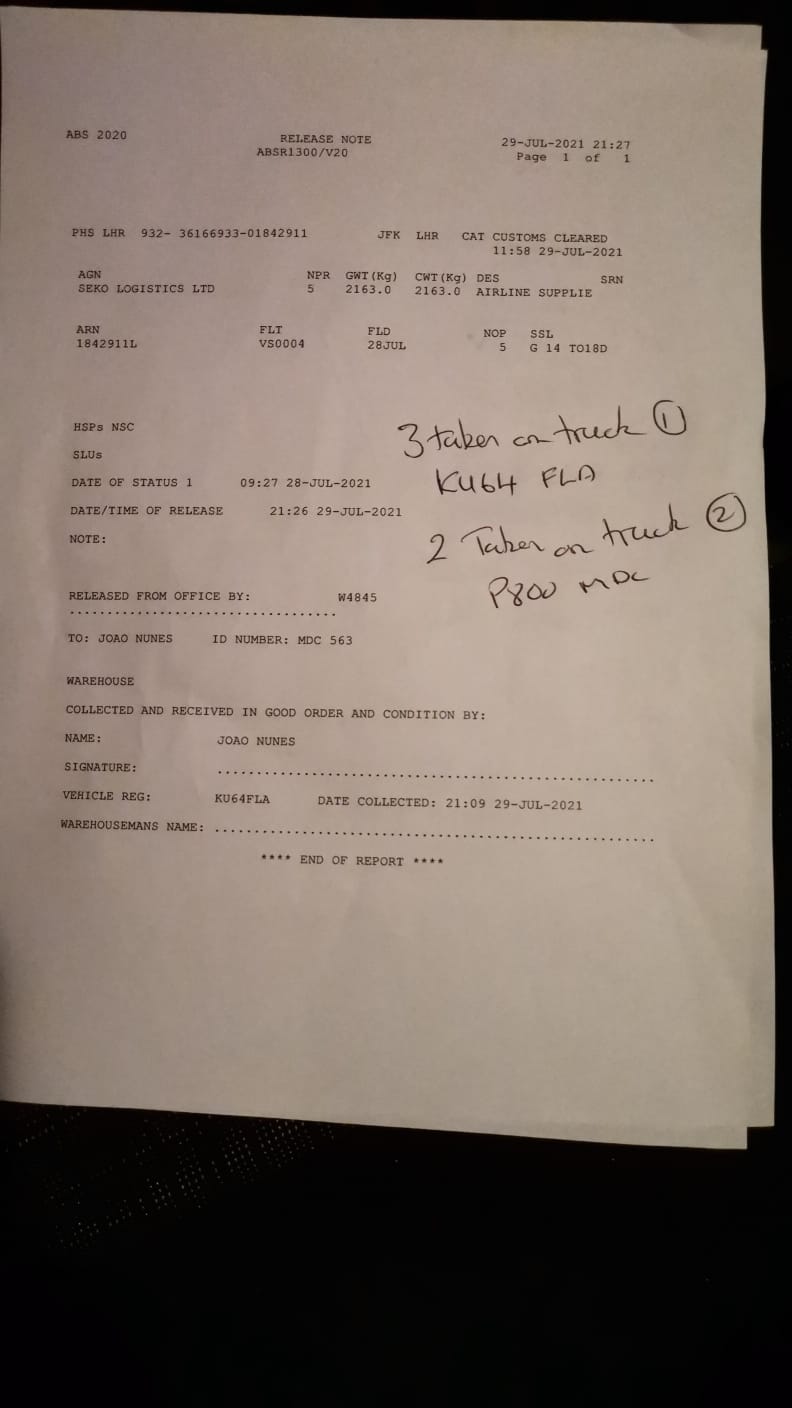 ABS 2020 RELEASE NOTE 29-JUL-2021 21:27
ABSR1300/V20 Page 1 of 1
PHS LHR 932- 36166933-01842911 JFK LHR CAT CUSTOMS CLEARED
11:58 29-JUL-2021
AGN NPR GWT(Kg) CWT(Kg) DES SRN
SEKO LOGISTICS LTD 5 2163.0 2163.0 AIRLINE SUPPLIE
ARN FLT FLD NOP SSL
1842911L VS0004 28JUL 5 G 14 TO18D
HSPs NSC
3 taken on truck ①
SLUs
KU64 FLA
DATE OF STATUS 1 09:27 28-JUL-2021
DATE/TIME OF RELEASE 21:26 29-JUL-2021
2 Taken on truck ②
NOTE:
P800 MDC
RELEASED FROM OFFICE BY: W4845
...................................
TO: JOAO NUNES ID NUMBER: MDC 563
WAREHOUSE
COLLECTED AND RECEIVED IN GOOD ORDER AND CONDITION BY:
NAME: JOAO NUNES
SIGNATURE: ..........................................................
VEHICLE REG: KU64FLA DATE COLLECTED: 21:09 29-JUL-2021
WAREHOUSEMANS NAME: ..........................................................
**** END OF REPORT ****